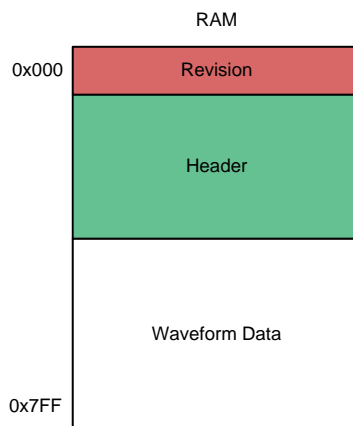 RAM
0x000
Revision
Header
Waveform Data
0x7FF